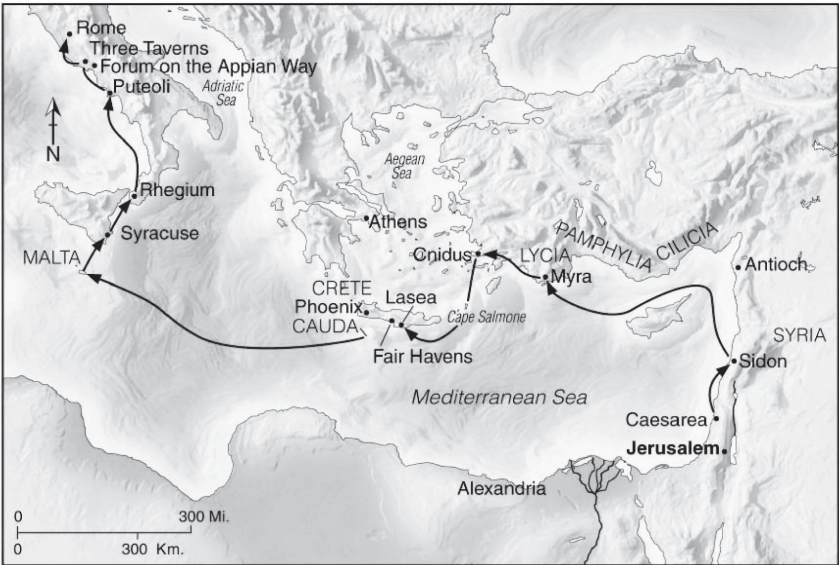 Rome
Three Taverns
Forum on the Appian Way
Puteoli
Adriatic
Sea
N
Aegean
Sea
Rhegium
Athens
Syracuse
MALTA
Cnidus
LYCIA
PAMPHYLIA
CILICIA
Myra
Antioch
CRETE
Phoenix
Lasea
CAUDA
Cape Salmone
Fair Havens
SYRIA
Sidon
Mediterranean Sea
Caesarea
Jerusalem
Alexandria
0 300 Mi.
0 300 Km.